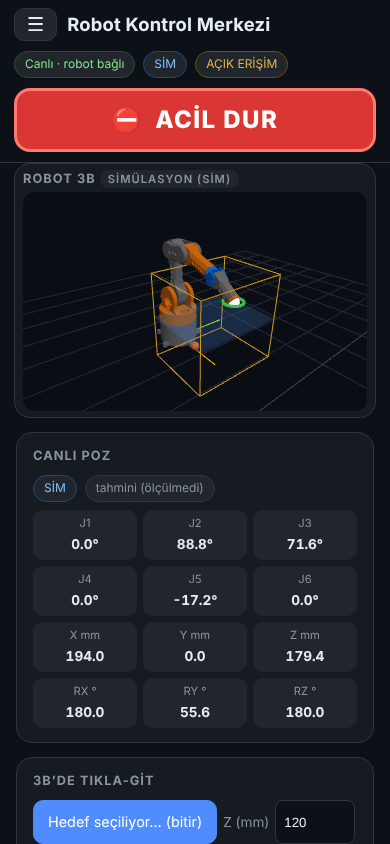 ☰ Robot Kontrol Merkezi
Canlı · robot bağlı SİM AÇIK ERİŞİM
⛔ ACİL DUR
ROBOT 3B SİMÜLASYON (SİM)
CANLI POZ
SİM tahmini (ölçülmedi)
J1 J2 J3
0.0° 88.8° 71.6°
J4 J5 J6
0.0° -17.2° 0.0°
X mm Y mm Z mm
194.0 0.0 179.4
RX ° RY ° RZ °
180.0 55.6 180.0
3B’DE TIKLA-GİT
Hedef seçiliyor… (bitir) Z (mm) 120